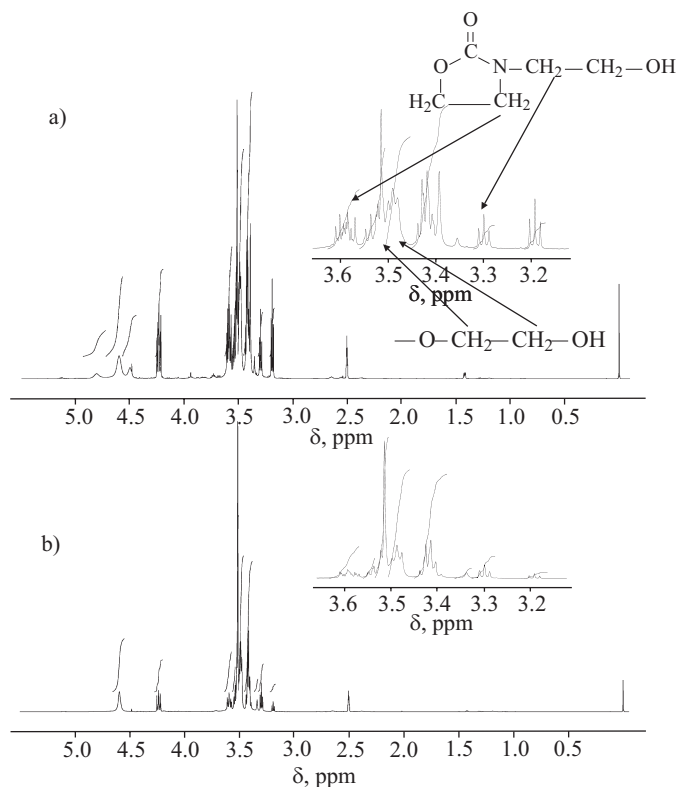 O
C
O N—CH₂—CH₂—OH
H₂C CH₂
a)
3.6 3.5 3.4 3.3 3.2
δ, ppm
—O—CH₂—CH₂—OH
5.0 4.5 4.0 3.5 3.0 2.5 2.0 1.5 1.0 0.5
δ, ppm
b)
3.6 3.5 3.4 3.3 3.2
δ, ppm
5.0 4.5 4.0 3.5 3.0 2.5 2.0 1.5 1.0 0.5
δ, ppm